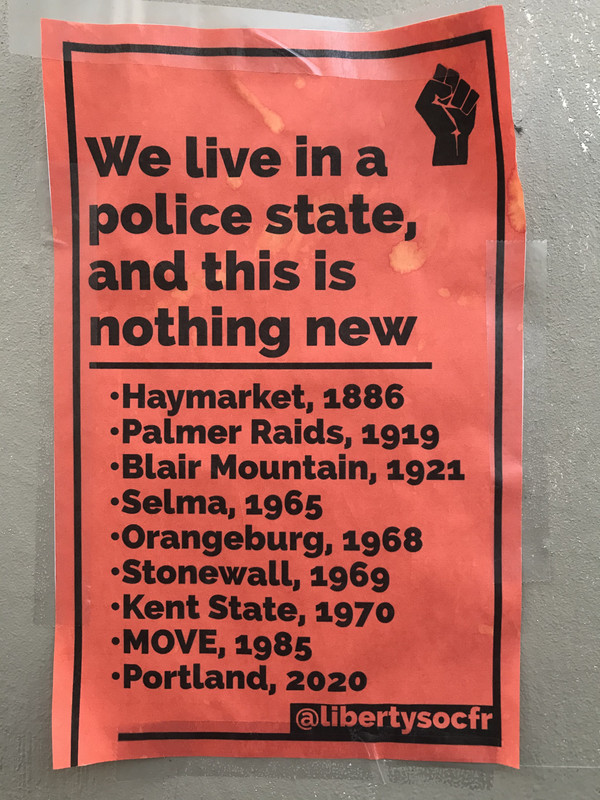 We live in a
police state,
and this is
nothing new
•Haymarket, 1886
•Palmer Raids, 1919
•Blair Mountain, 1921
•Selma, 1965
•Orangeburg, 1968
•Stonewall, 1969
•Kent State, 1970
•MOVE, 1985
•Portland, 2020
@libertysocfr